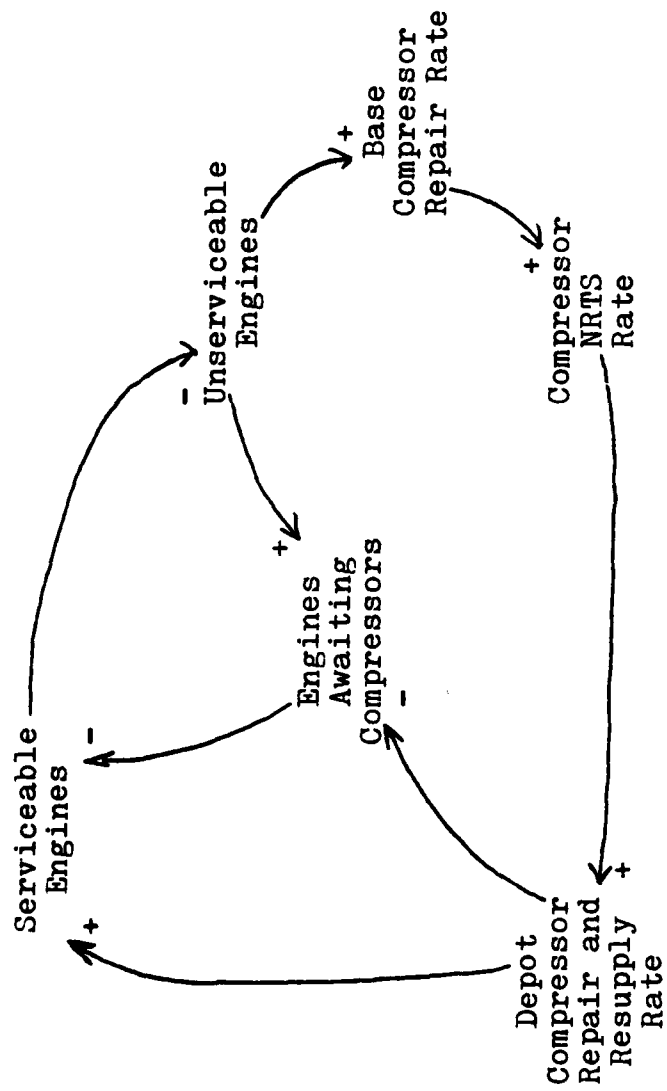 Serviceable
Engines
+
-
-
Unserviceable
Engines
+
Engines
Awaiting
Compressors
-
+
Base
Compressor
Repair Rate
+
Compressor
NRTS
Rate
Depot
Compressor
Repair and
Resupply
Rate
+